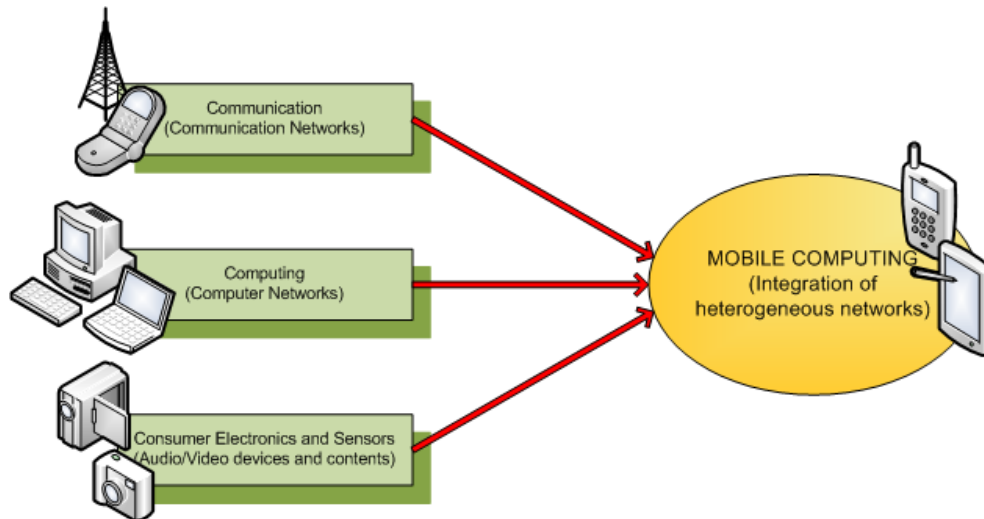 Communication
(Communication Networks)
Computing
(Computer Networks)
Consumer Electronics and Sensors
(Audio/Video devices and contents)
MOBILE COMPUTING
(Integration of
heterogeneous networks)